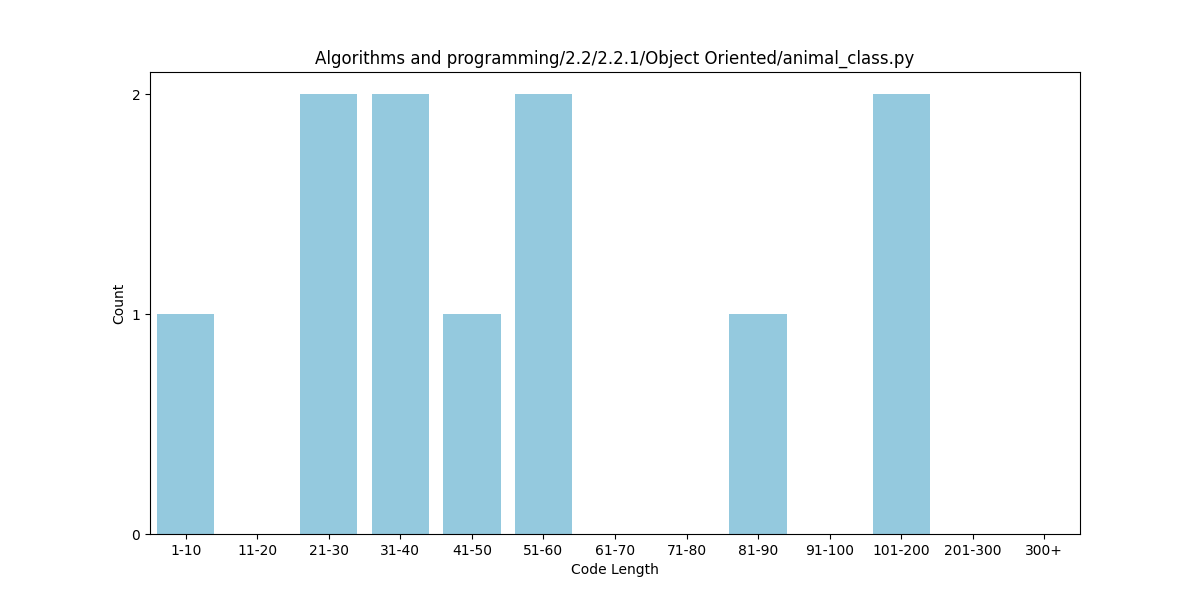 Algorithms and programming/2.2/2.2.1/Object Oriented/animal_class.py
2
1
0
Count
1-10 11-20 21-30 31-40 41-50 51-60 61-70 71-80 81-90 91-100 101-200 201-300 300+
Code Length